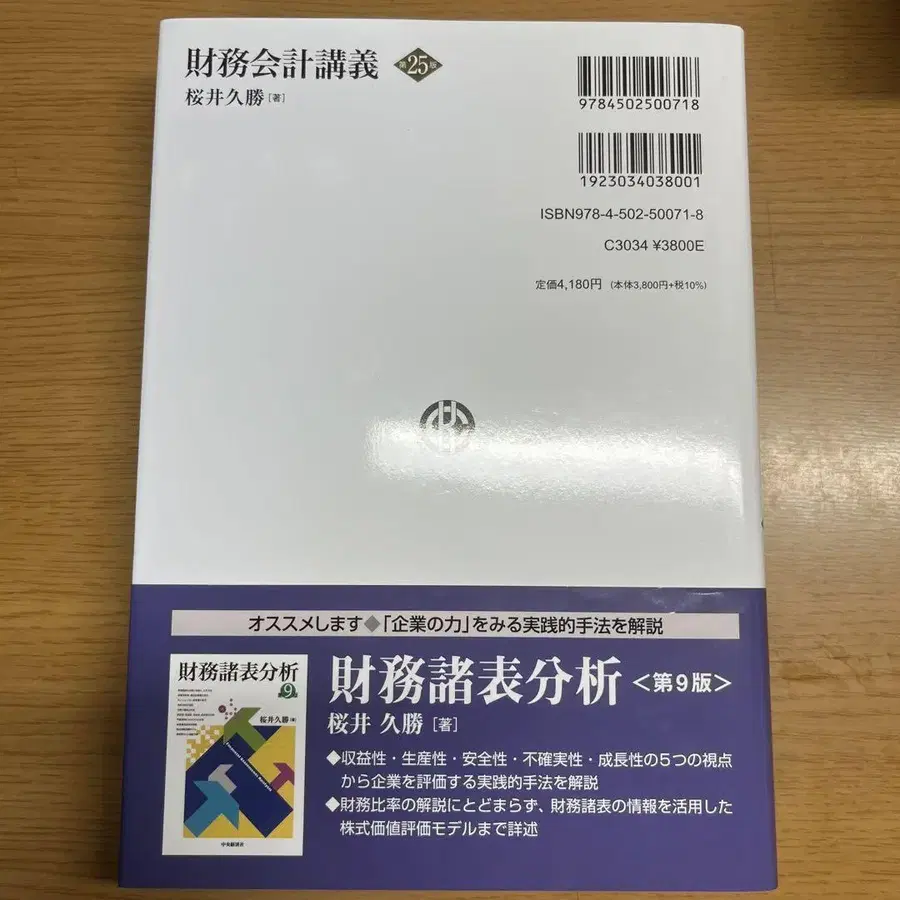 財務会計講義 第25版
桜井久勝[著]
9784502500718
1923034038001
ISBN978-4-502-50071-8
C3034 ¥3800E
定価4,180円 (本体3,800円+税10%)
オススメします◆「企業の力」をみる実践的手法を解説
財務諸表分析
9
桜井久勝
中央経済社
財務諸表分析<第9版>
桜井 久勝[著]
◆収益性・生産性・安全性・不確実性・成長性の5つの視点
から企業を評価する実践的手法を解説
◆財務比率の解説にとどまらず、財務諸表の情報を活用した
株式価値評価モデルまで詳述